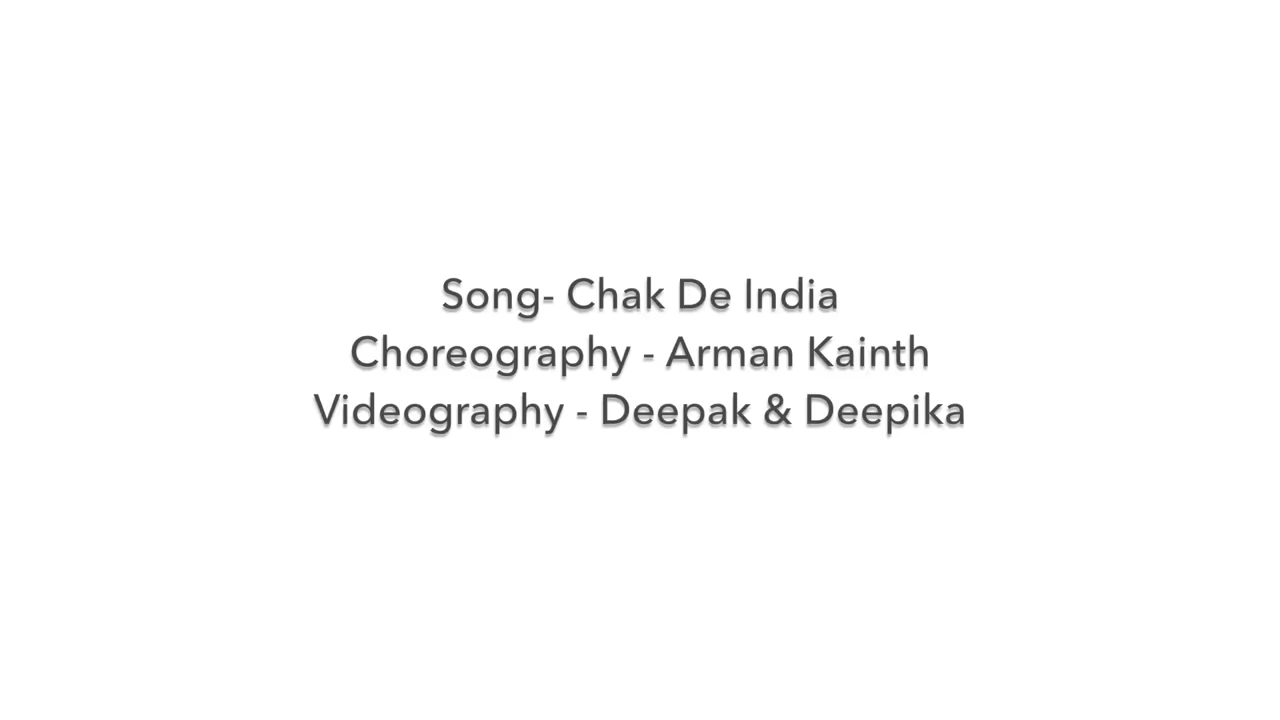 Song- Chak De India
Choreography - Arman Kainth
Videography - Deepak & Deepika